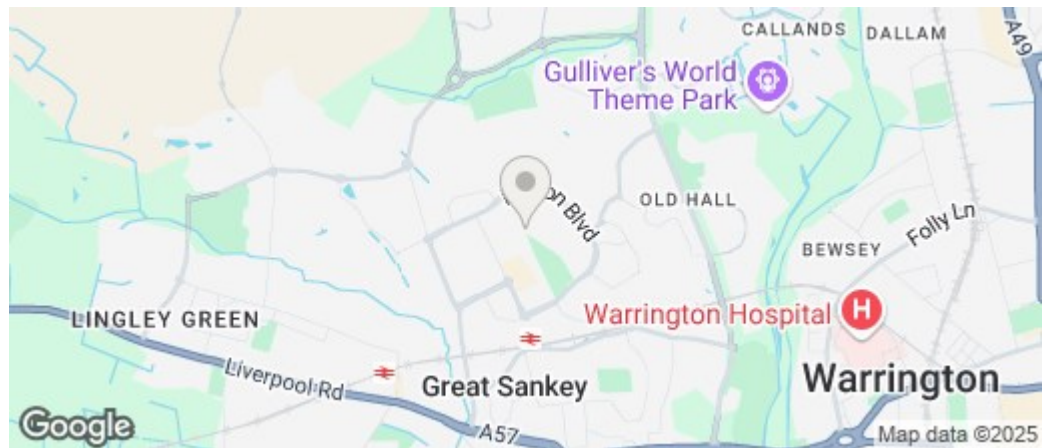 CALLANDS
DALLAM
A49
Gulliver's World
Theme Park
on Blvd
OLD HALL
Folly Ln
BEWSEY
LINGLEY GREEN
Warrington Hospital
H
Liverpool Rd
Great Sankey
Warrington
A57
Google
Map data ©2025